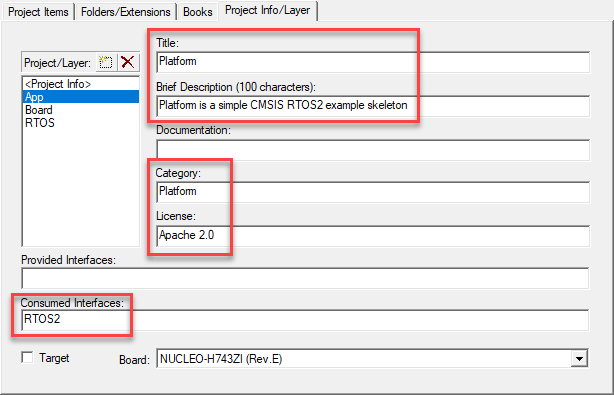 Project Items Folders/Extensions Books Project Info/Layer
Title:
Project/Layer:
Platform
<Project Info>
App
Board
RTOS
Brief Description (100 characters):
Platform is a simple CMSIS RTOS2 example skeleton
Documentation:
Category:
Platform
License:
Apache 2.0
Provided Interfaces:
Consumed Interfaces:
RTOS2
Target
Board: NUCLEO-H743ZI (Rev.E)